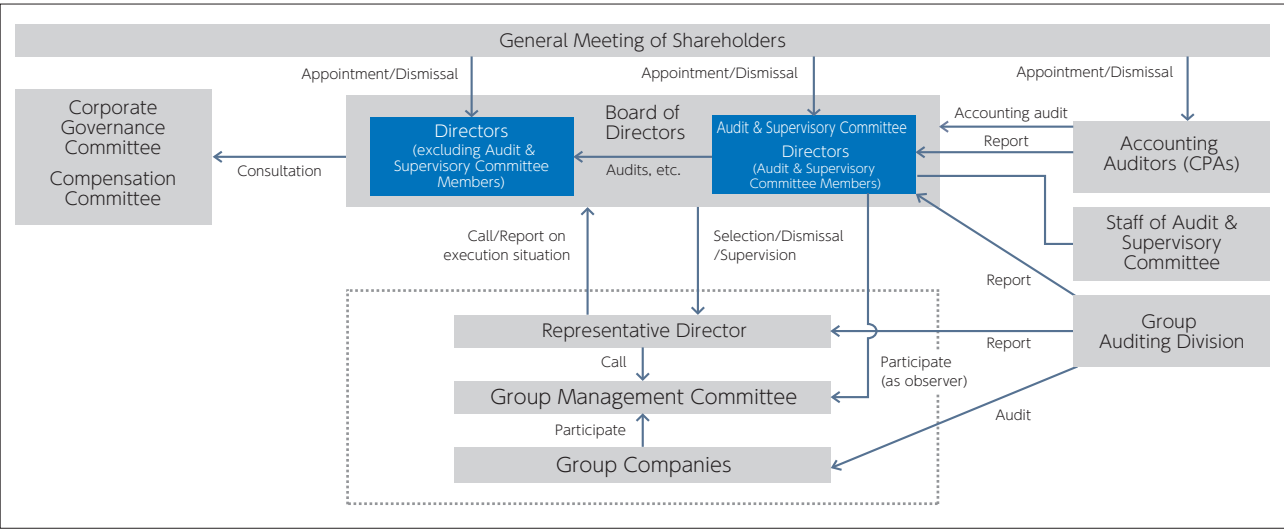 General Meeting of Shareholders
Appointment/Dismissal
Appointment/Dismissal
Appointment/Dismissal
Corporate
Governance
Committee
Compensation
Committee
Consultation
Board of
Directors
Directors
(excluding Audit &
Supervisory Committee
Members)
Audits, etc.
Audit & Supervisory Committee
Directors
(Audit & Supervisory
Committee Members)
Accounting audit
Report
Accounting
Auditors (CPAs)
Staff of Audit &
Supervisory
Committee
Call/Report on
execution situation
Selection/Dismissal
/Supervision
Report
Group
Auditing Division
Representative Director
Report
Call
Participate
(as observer)
Group Management Committee
Audit
Participate
Group Companies